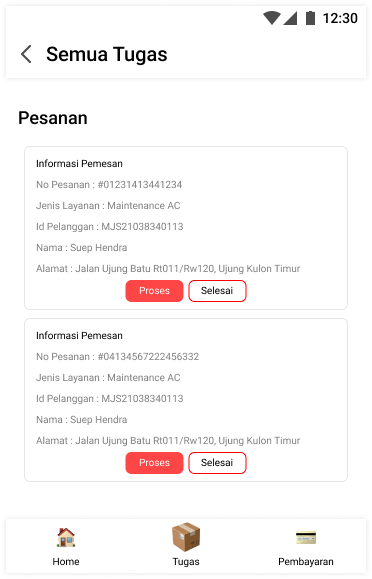 12:30
Semua Tugas
Pesanan
Informasi Pemesan
No Pesanan : #01231413441234
Jenis Layanan : Maintenance AC
Id Pelanggan : MJS21038340113
Nama : Suep Hendra
Alamat : Jalan Ujung Batu Rt011/Rw120, Ujung Kulon Timur
Proses Selesai
Informasi Pemesan
No Pesanan : #04134567222456332
Jenis Layanan : Maintenance AC
Id Pelanggan : MJS21038340113
Nama : Suep Hendra
Alamat : Jalan Ujung Batu Rt011/Rw120, Ujung Kulon Timur
Proses Selesai
Home Tugas Pembayaran